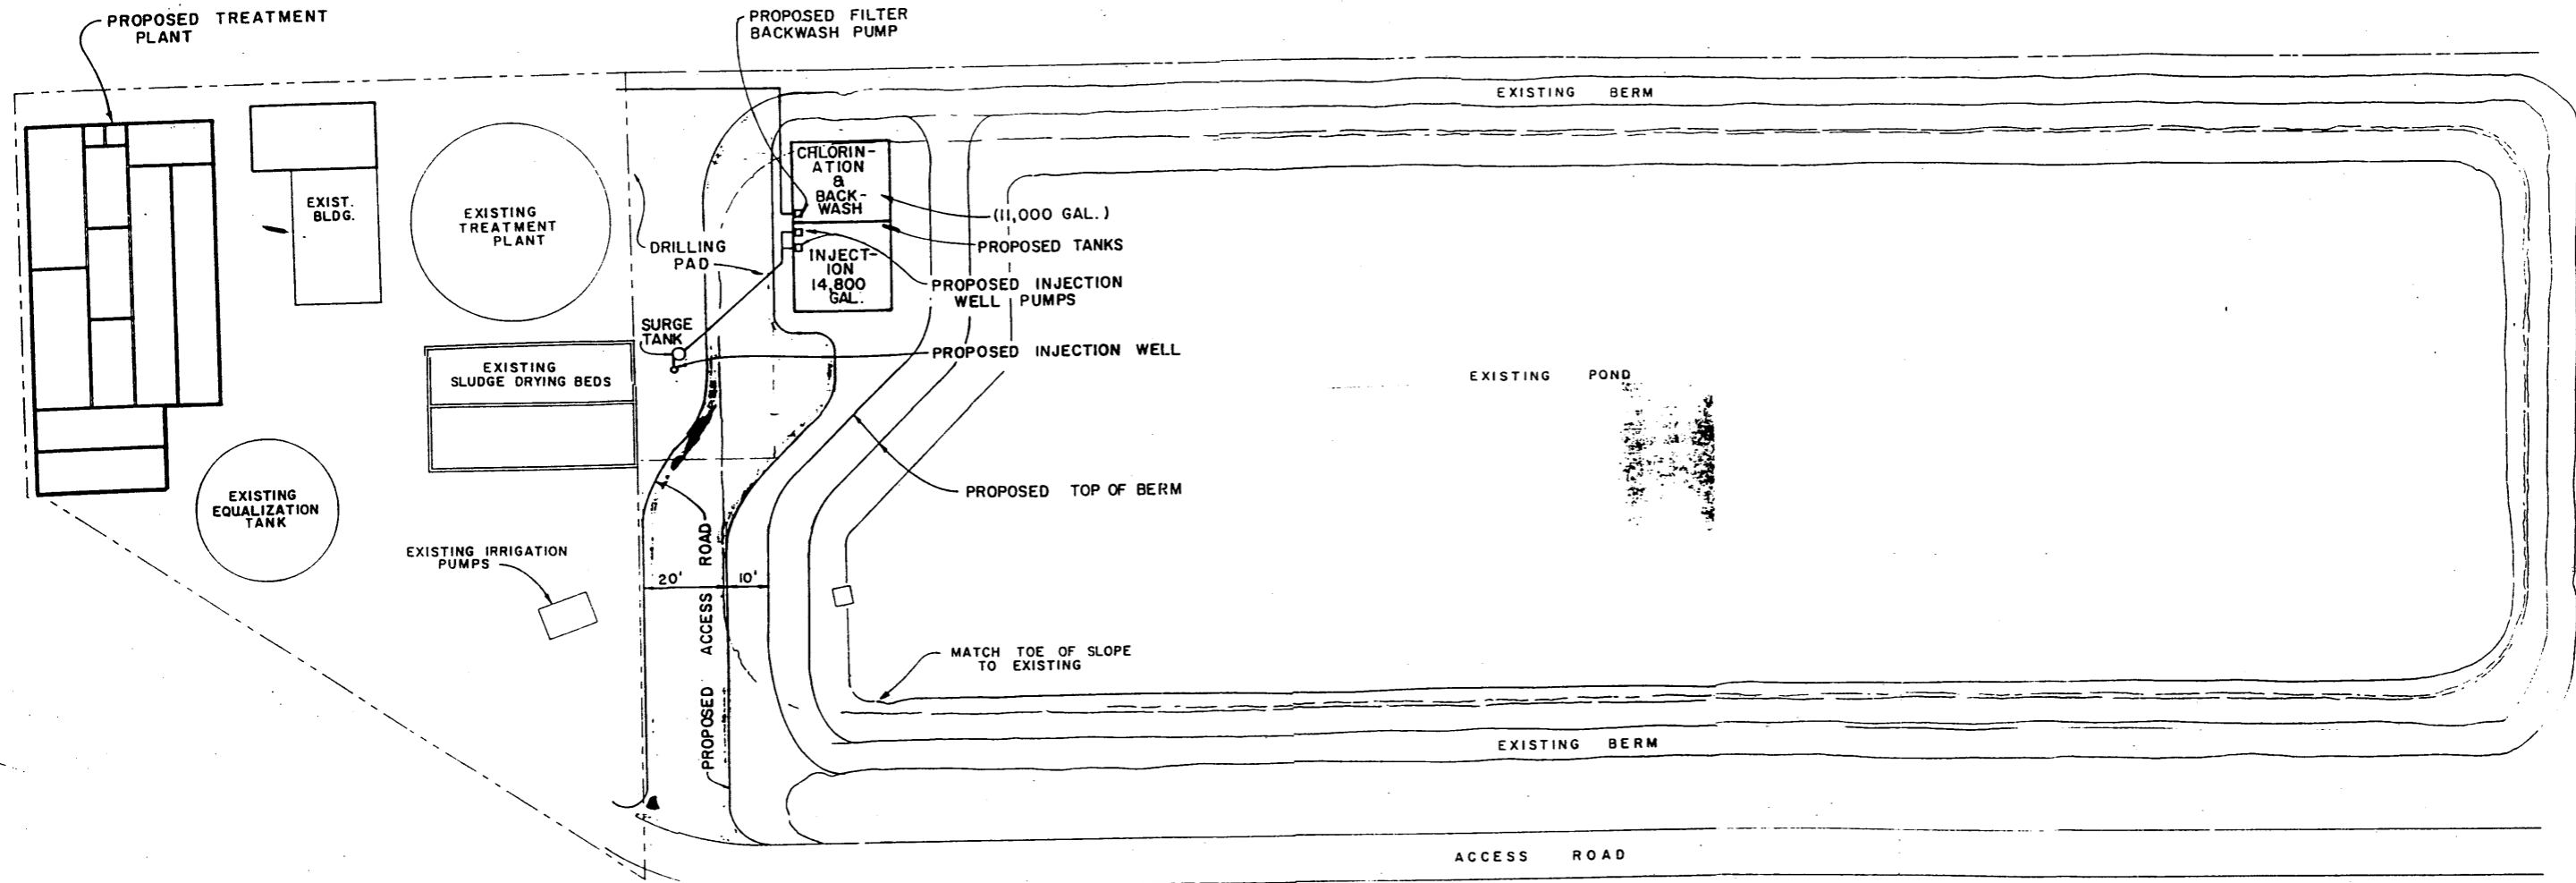 PROPOSED TREATMENT
PLANT
PROPOSED FILTER
BACKWASH PUMP
EXISTING BERM
CHLORIN-
ATION
&
BACK-
WASH
EXIST.
BLDG.
EXISTING
TREATMENT
PLANT
(11,000 GAL.)
DRILLING
PAD
PROPOSED TANKS
INJECT-
ION
14,800
GAL.
PROPOSED INJECTION
WELL PUMPS
SURGE
TANK
PROPOSED INJECTION WELL
EXISTING
SLUDGE DRYING BEDS
EXISTING POND
PROPOSED TOP OF BERM
EXISTING
EQUALIZATION
TANK
EXISTING IRRIGATION
PUMPS
20'
10'
PROPOSED ACCESS ROAD
MATCH TOE OF SLOPE
TO EXISTING
EXISTING BERM
ACCESS ROAD